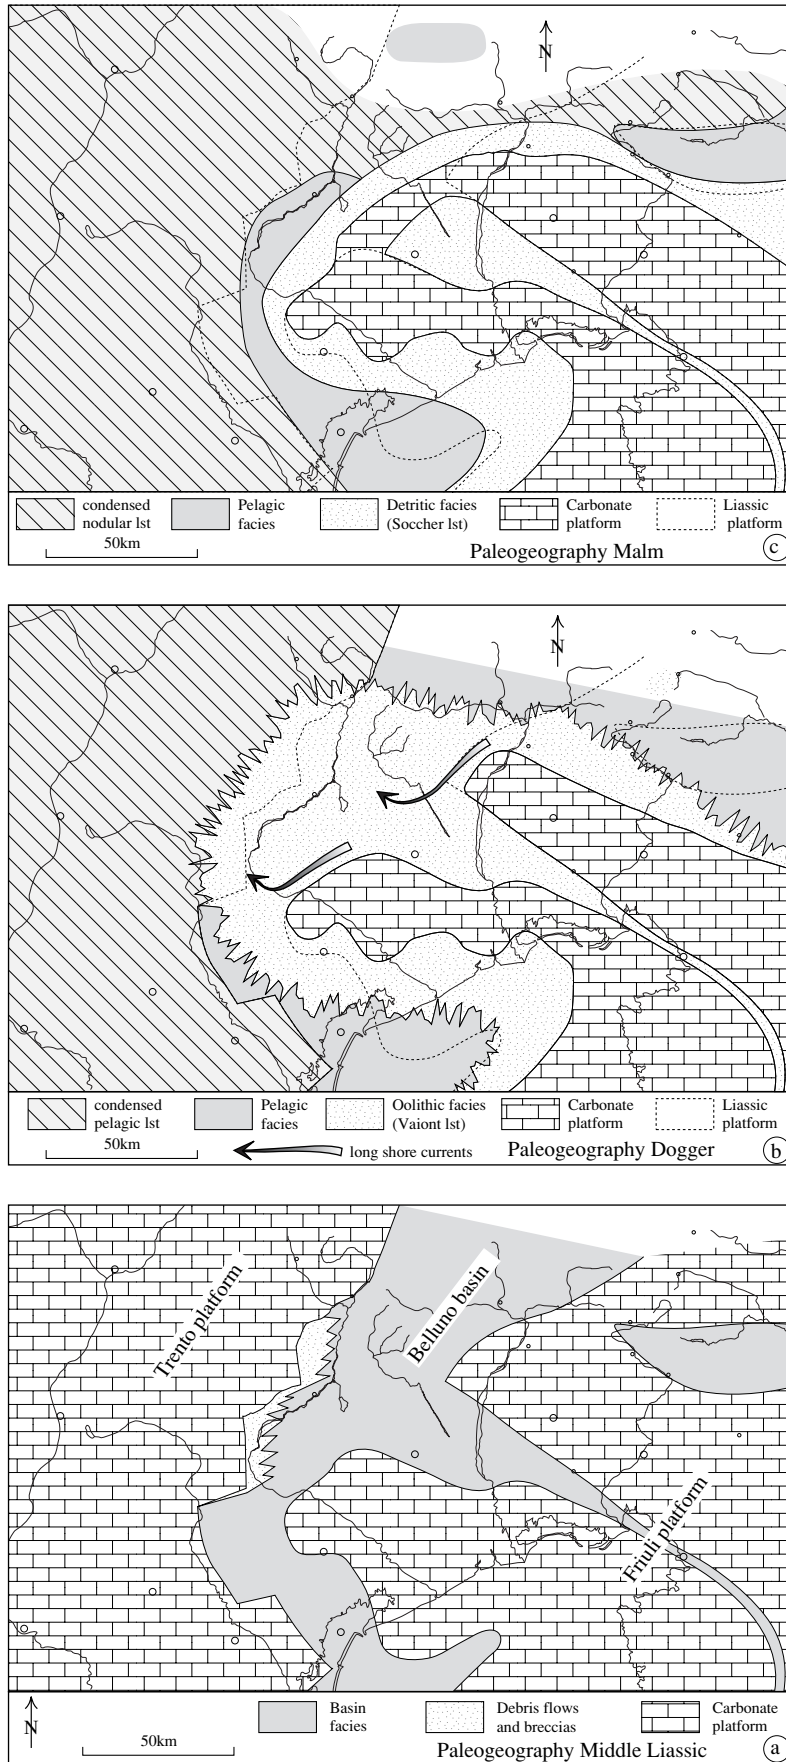 N
condensed
nodular lst
Pelagic
facies
Detritic facies
(Soccher lst)
Carbonate
platform
Liassic
platform
50km
Paleogeography Malm
c
N
condensed
pelagic lst
Pelagic
facies
Oolithic facies
(Vaiont lst)
Carbonate
platform
Liassic
platform
50km
long shore currents
Paleogeography Dogger
b
Trento platform
Belluno basin
Friuli platform
N
Basin
facies
Debris flows
and breccias
Carbonate
platform
50km
Paleogeography Middle Liassic
a